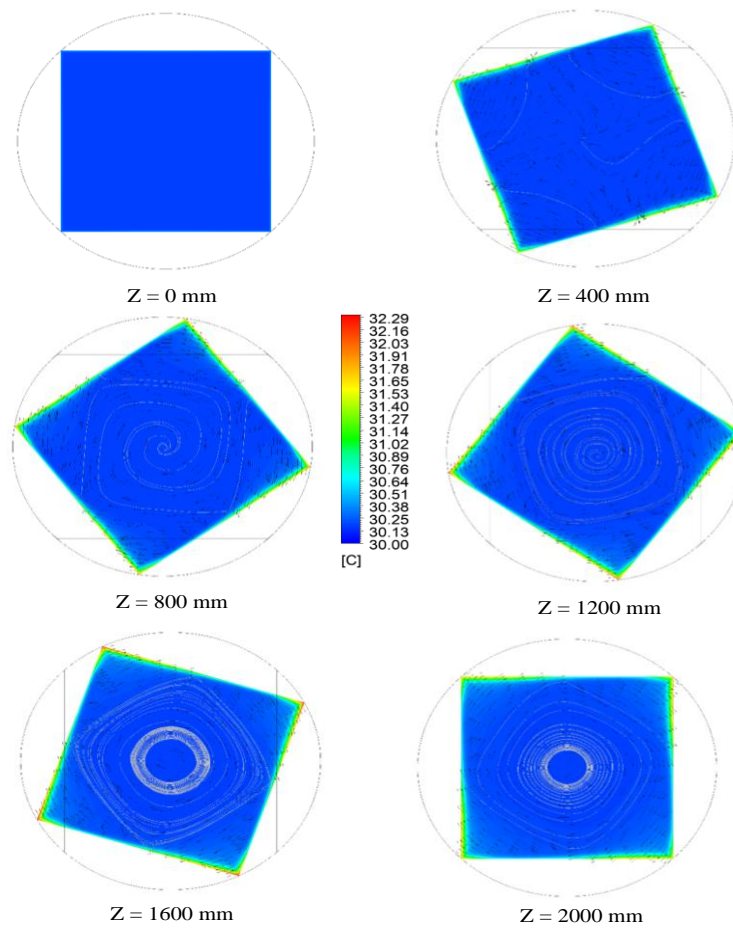 Z = 0 mm
Z = 400 mm
32.29
32.16
32.03
31.91
31.78
31.65
31.53
31.40
31.27
31.14
31.02
30.89
30.76
30.64
30.51
30.38
30.25
30.13
30.00
[C]
Z = 800 mm
Z = 1200 mm
Z = 1600 mm
Z = 2000 mm